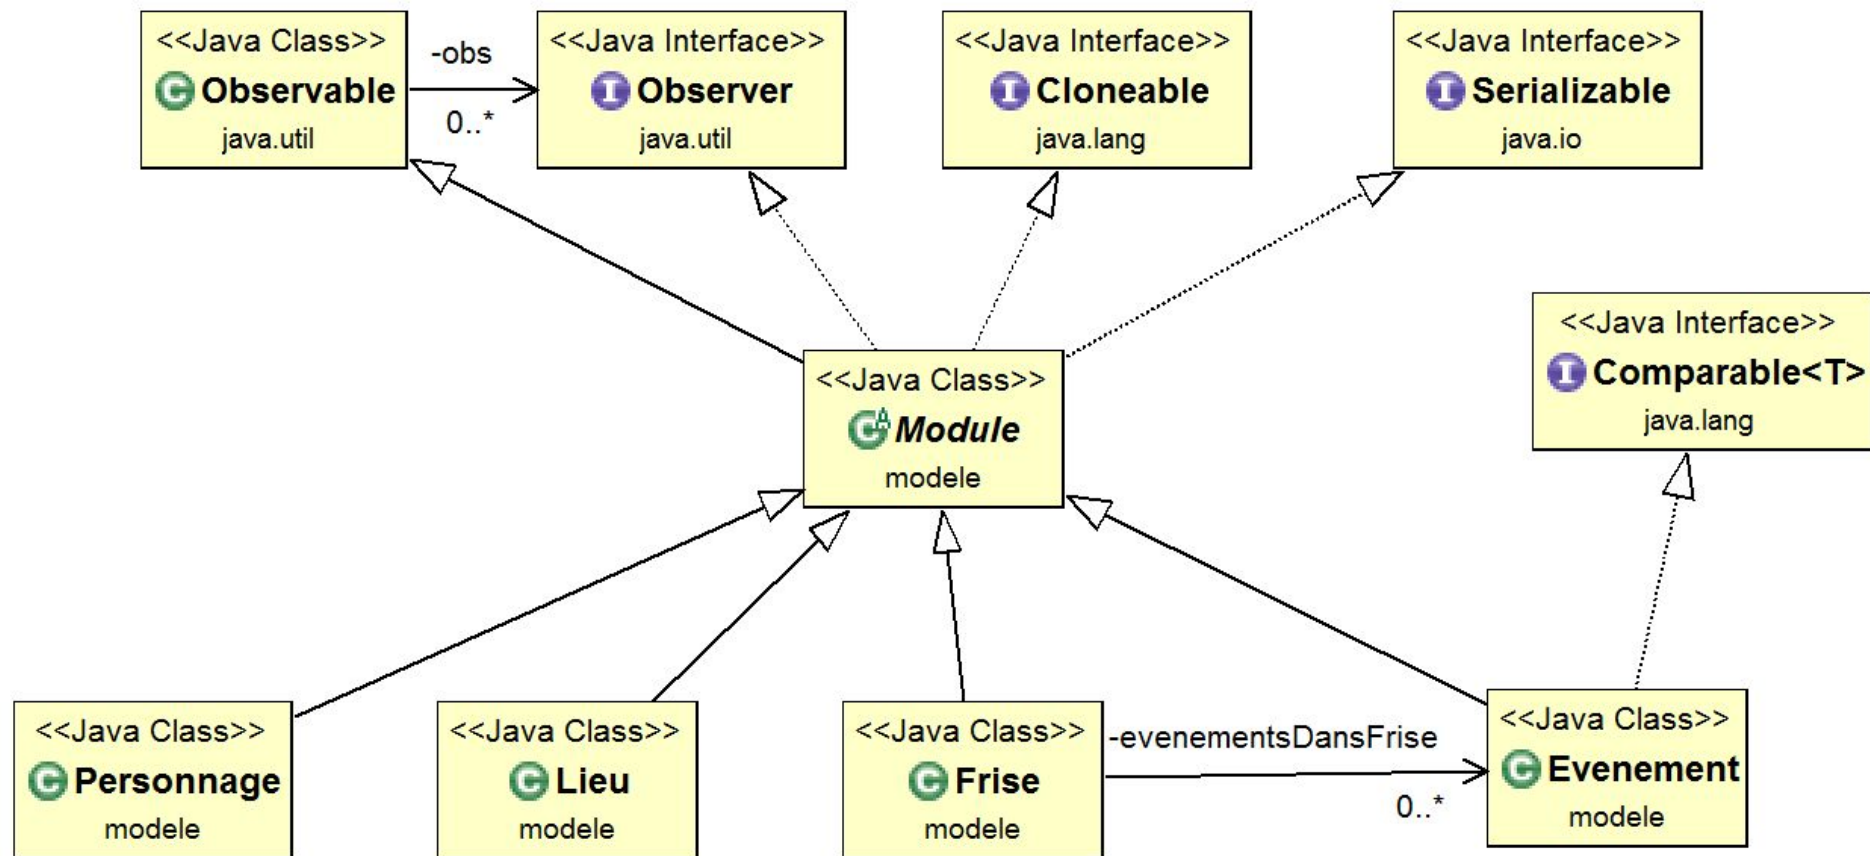 <<Java Class>>
Observable
java.util
-obs
0..*
<<Java Interface>>
Observer
java.util
<<Java Interface>>
Cloneable
java.lang
<<Java Interface>>
Serializable
java.io
<<Java Class>>
Module
modele
<<Java Interface>>
Comparable<T>
java.lang
<<Java Class>>
Personnage
modele
<<Java Class>>
Lieu
modele
<<Java Class>>
Frise
modele
-evenementsDansFrise
0..*
<<Java Class>>
Evenement
modele